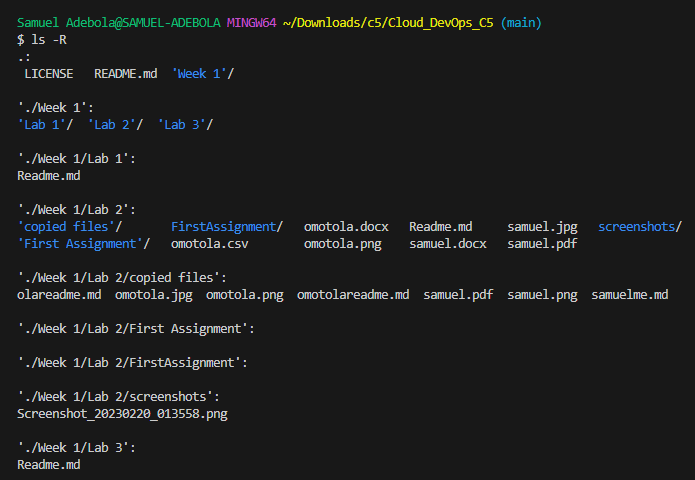 Samuel Adebola@SAMUEL-ADEBOLA MINGW64 ~/Downloads/c5/Cloud_DevOps_C5 (main)
$ ls -R
.:
 LICENSE   README.md  'Week 1'/

'./Week 1':
'Lab 1'/  'Lab 2'/  'Lab 3'/

'./Week 1/Lab 1':
Readme.md

'./Week 1/Lab 2':
'copied files'/       FirstAssignment/   omotola.docx   Readme.md     samuel.jpg   screenshots/
'First Assignment'/   omotola.csv        omotola.png    samuel.docx   samuel.pdf

'./Week 1/Lab 2/copied files':
olareadme.md  omotola.jpg  omotola.png  omotolareadme.md  samuel.pdf  samuel.png  samuelme.md

'./Week 1/Lab 2/First Assignment':

'./Week 1/Lab 2/FirstAssignment':

'./Week 1/Lab 2/screenshots':
Screenshot_20230220_013558.png

'./Week 1/Lab 3':
Readme.md